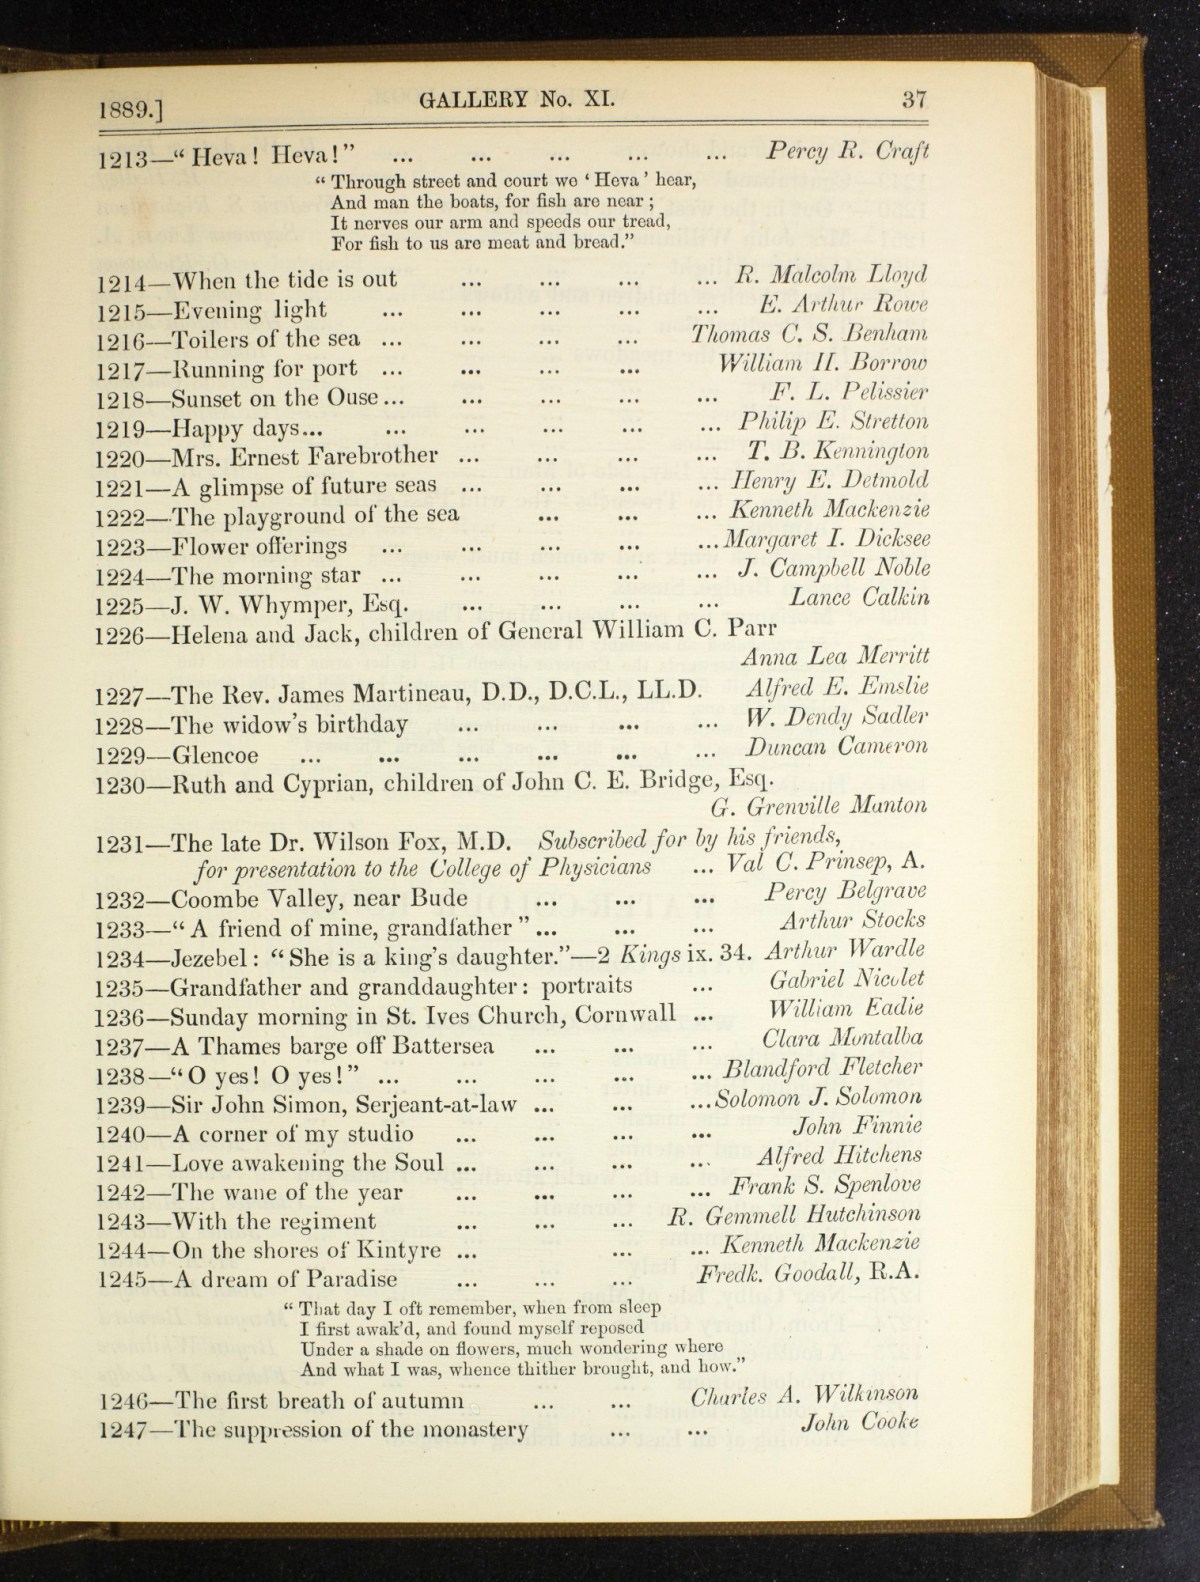 1889.] GALLERY No. XI. 37
1213—“Heva! Heva!” ... ... ... ... ... Percy R. Craft
“Through street and court we ‘Heva’ hear,
And man the boats, for fish are near;
It nerves our arm and speeds our tread,
For fish to us are meat and bread.”
1214—When the tide is out ... ... ... ... R. Malcolm Lloyd
1215—Evening light ... ... ... ... ... E. Arthur Rowe
1216—Toilers of the sea ... ... ... ... Thomas C. S. Benham
1217—Running for port ... ... ... ... William H. Borrow
1218—Sunset on the Ouse... ... ... ... ... F. L. Pelissier
1219—Happy days... ... ... ... ... ... Philip E. Stretton
1220—Mrs. Ernest Farebrother ... ... ... ... T. B. Kennington
1221—A glimpse of future seas ... ... ... ... Henry E. Detmold
1222—The playground of the sea ... ... ... Kenneth Mackenzie
1223—Flower offerings ... ... ... ... ...Margaret I. Dicksee
1224—The morning star ... ... ... ... ... J. Campbell Noble
1225—J. W. Whymper, Esq. ... ... ... ... Lance Calkin
1226—Helena and Jack, children of General William C. Parr
Anna Lea Merritt
1227—The Rev. James Martineau, D.D., D.C.L., LL.D. Alfred E. Emslie
1228—The widow’s birthday ... ... ... ... W. Dendy Sadler
1229—Glencoe ... ... ... ... ... ... Duncan Cameron
1230—Ruth and Cyprian, children of John C. E. Bridge, Esq.
G. Grenville Manton
1231—The late Dr. Wilson Fox, M.D. Subscribed for by his friends,
for presentation to the College of Physicians ... Val C. Prinsep, A.
1232—Coombe Valley, near Bude ... ... ... Percy Belgrave
1233—“A friend of mine, grandfather”... ... ... Arthur Stocks
1234—Jezebel: “She is a king’s daughter.”—2 Kings ix. 34. Arthur Wardle
1235—Grandfather and granddaughter: portraits ... Gabriel Nicolet
1236—Sunday morning in St. Ives Church, Cornwall ... William Eadie
1237—A Thames barge off Battersea ... ... ... Clara Montalba
1238—“O yes! O yes!” ... ... ... ... ... Blandford Fletcher
1239—Sir John Simon, Serjeant-at-law ... ... ...Solomon J. Solomon
1240—A corner of my studio ... ... ... ... John Finnie
1241—Love awakening the Soul ... ... ... ... Alfred Hitchens
1242—The wane of the year ... ... ... ... Frank S. Spenlove
1243—With the regiment ... ... ... R. Gemmell Hutchinson
1244—On the shores of Kintyre ... ... ... Kenneth Mackenzie
1245—A dream of Paradise ... ... ... Fredk. Goodall, R.A.
“That day I oft remember, when from sleep
I first awak’d, and found myself reposed
Under a shade on flowers, much wondering where
And what I was, whence thither brought, and how.”
1246—The first breath of autumn ... ... Charles A. Wilkinson
1247—The suppression of the monastery ... ... John Cooke